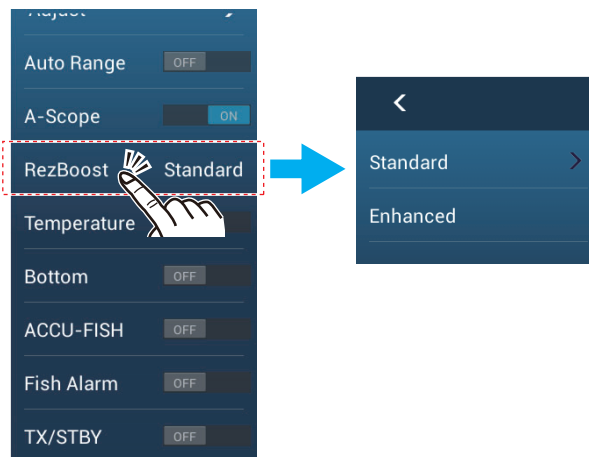 Adjust
Auto Range OFF
A-Scope ON
RezBoost Standard
Temperature
Bottom OFF
ACCU-FISH OFF
Fish Alarm OFF
TX/STBY OFF
Standard
Enhanced